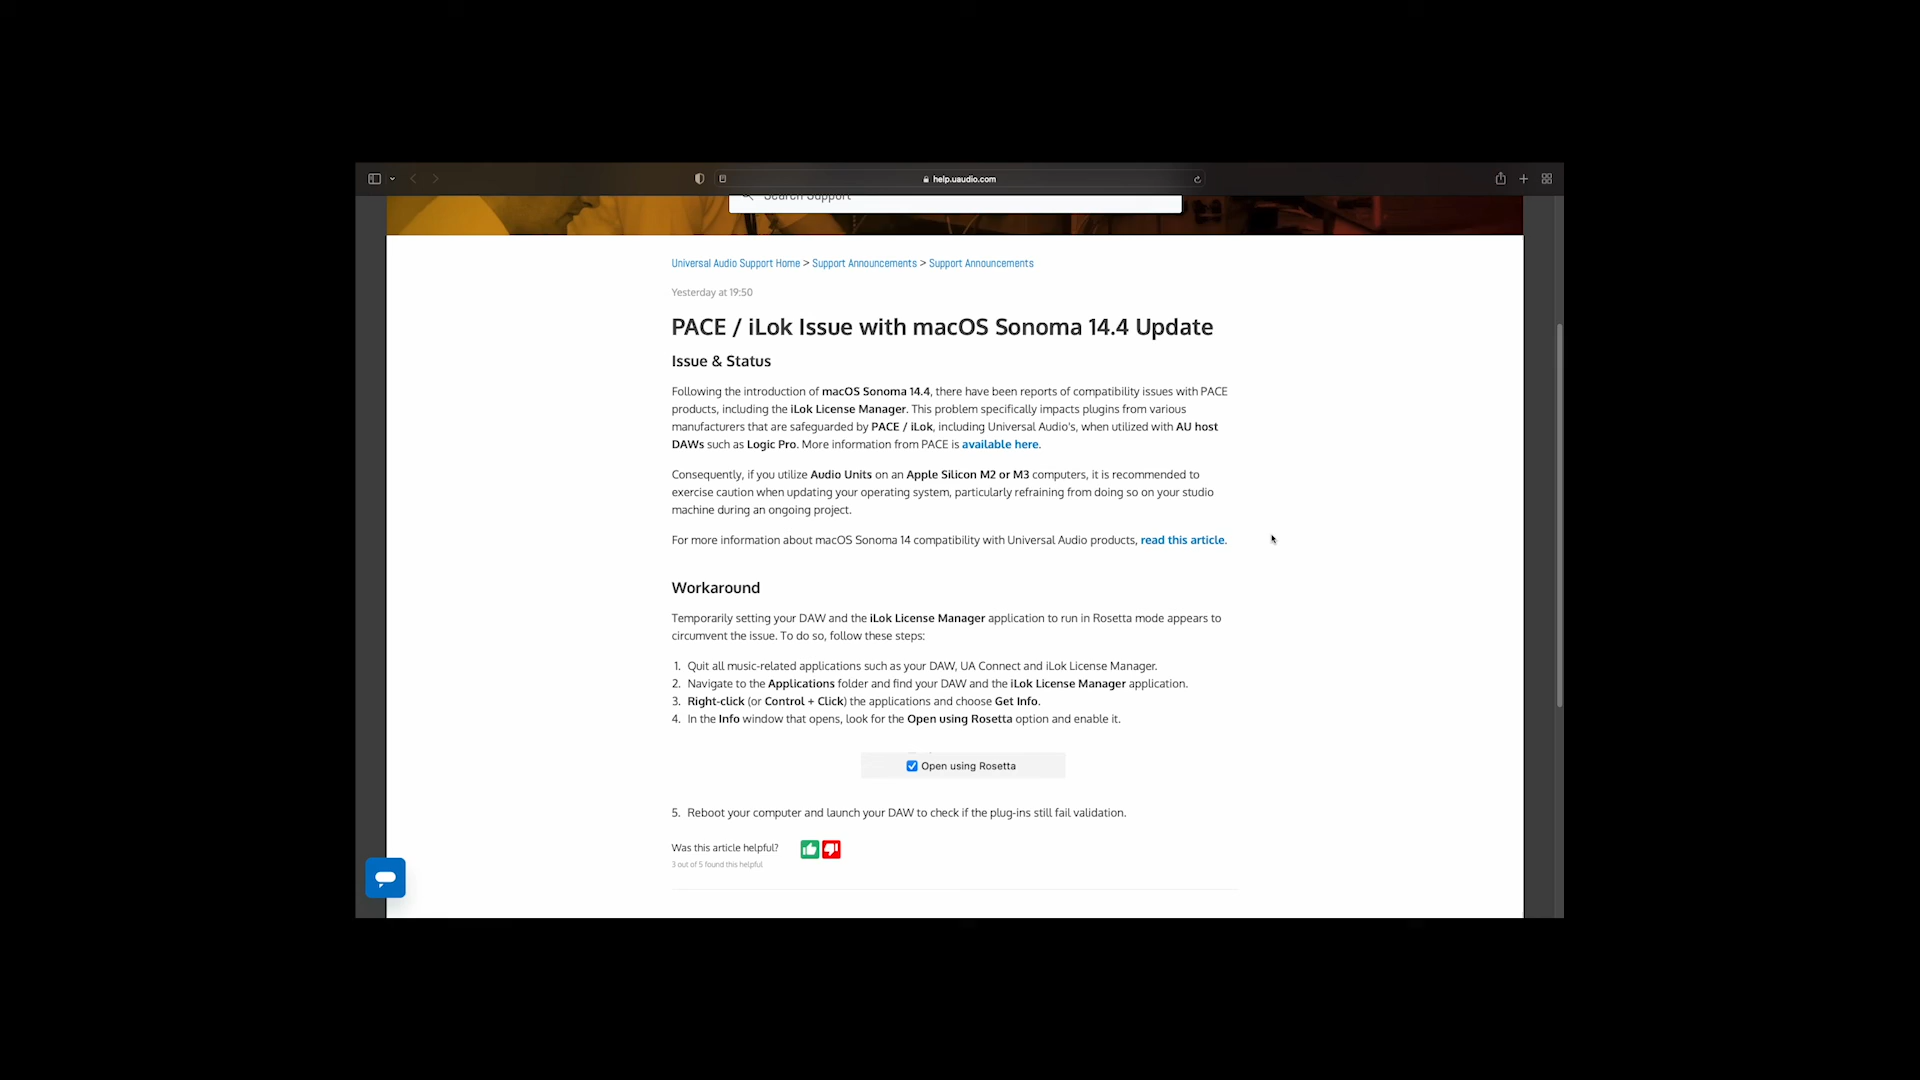 help.uaudio.com
Search Support
Universal Audio Support Home > Support Announcements > Support Announcements
Yesterday at 19:50
PACE / iLok Issue with macOS Sonoma 14.4 Update
Issue & Status
Following the introduction of macOS Sonoma 14.4, there have been reports of compatibility issues with PACE
products, including the iLok License Manager. This problem specifically impacts plugins from various
manufacturers that are safeguarded by PACE / iLok, including Universal Audio's, when utilized with AU host
DAWs such as Logic Pro. More information from PACE is available here.
Consequently, if you utilize Audio Units on an Apple Silicon M2 or M3 computers, it is recommended to
exercise caution when updating your operating system, particularly refraining from doing so on your studio
machine during an ongoing project.
For more information about macOS Sonoma 14 compatibility with Universal Audio products, read this article.
Workaround
Temporarily setting your DAW and the iLok License Manager application to run in Rosetta mode appears to
circumvent the issue. To do so, follow these steps:
1. Quit all music-related applications such as your DAW, UA Connect and iLok License Manager.
2. Navigate to the Applications folder and find your DAW and the iLok License Manager application.
3. Right-click (or Control + Click) the applications and choose Get Info.
4. In the Info window that opens, look for the Open using Rosetta option and enable it.
Open using Rosetta
5. Reboot your computer and launch your DAW to check if the plug-ins still fail validation.
Was this article helpful?
3 out of 5 found this helpful